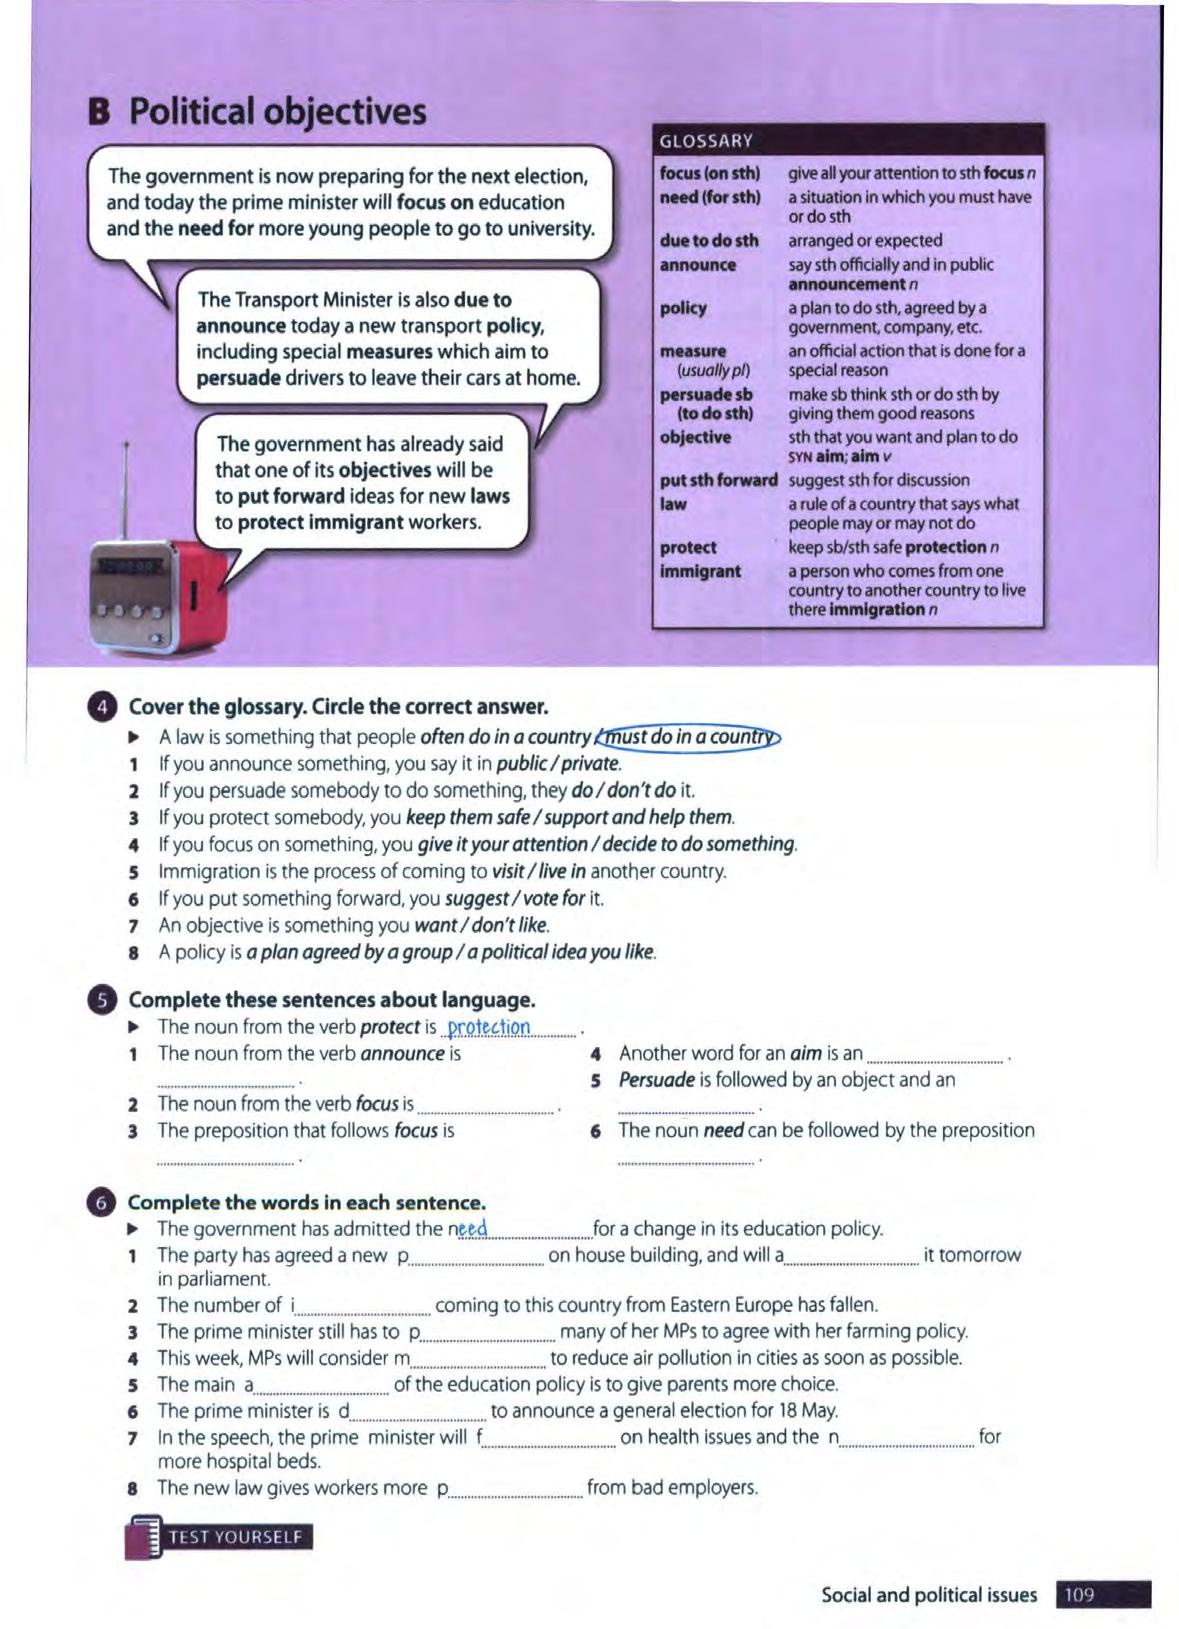 B Political objectives
The government is now preparing for the next election,
and today the prime minister will focus on education
and the need for more young people to go to university.
The Transport Minister is also due to
announce today a new transport policy,
including special measures which aim to
persuade drivers to leave their cars at home.
The government has already said
that one of its objectives will be
to put forward ideas for new laws
to protect immigrant workers.
GLOSSARY
focus (on sth) give all your attention to sth focus n
need (for sth) a situation in which you must have
or do sth
due to do sth arranged or expected
announce say sth officially and in public
announcement n
policy a plan to do sth, agreed by a
government, company, etc.
measure an official action that is done for a
(usually pl) special reason
persuade sb make sb think sth or do sth by
(to do sth) giving them good reasons
objective sth that you want and plan to do
SYN aim; aim v
put sth forward suggest sth for discussion
law a rule of a country that says what
people may or may not do
protect keep sb/sth safe protection n
immigrant a person who comes from one
country to another country to live
there immigration n
4 Cover the glossary. Circle the correct answer.
► A law is something that people often do in a country / must do in a country.
1 If you announce something, you say it in public / private.
2 If you persuade somebody to do something, they do / don't do it.
3 If you protect somebody, you keep them safe / support and help them.
4 If you focus on something, you give it your attention / decide to do something.
5 Immigration is the process of coming to visit / live in another country.
6 If you put something forward, you suggest / vote for it.
7 An objective is something you want / don't like.
8 A policy is a plan agreed by a group / a political idea you like.
5 Complete these sentences about language.
► The noun from the verb protect is protection .
1 The noun from the verb announce is
.................... .
2 The noun from the verb focus is .................... .
3 The preposition that follows focus is
.................... .
4 Another word for an aim is an .................... .
5 Persuade is followed by an object and an
.................... .
6 The noun need can be followed by the preposition
.................... .
6 Complete the words in each sentence.
► The government has admitted the need .................... for a change in its education policy.
1 The party has agreed a new p.................... on house building, and will a.................... it tomorrow
in parliament.
2 The number of i.................... coming to this country from Eastern Europe has fallen.
3 The prime minister still has to p.................... many of her MPs to agree with her farming policy.
4 This week, MPs will consider m.................... to reduce air pollution in cities as soon as possible.
5 The main a.................... of the education policy is to give parents more choice.
6 The prime minister is d.................... to announce a general election for 18 May.
7 In the speech, the prime minister will f.................... on health issues and the n.................... for
more hospital beds.
8 The new law gives workers more p.................... from bad employers.
TEST YOURSELF
Social and political issues 109